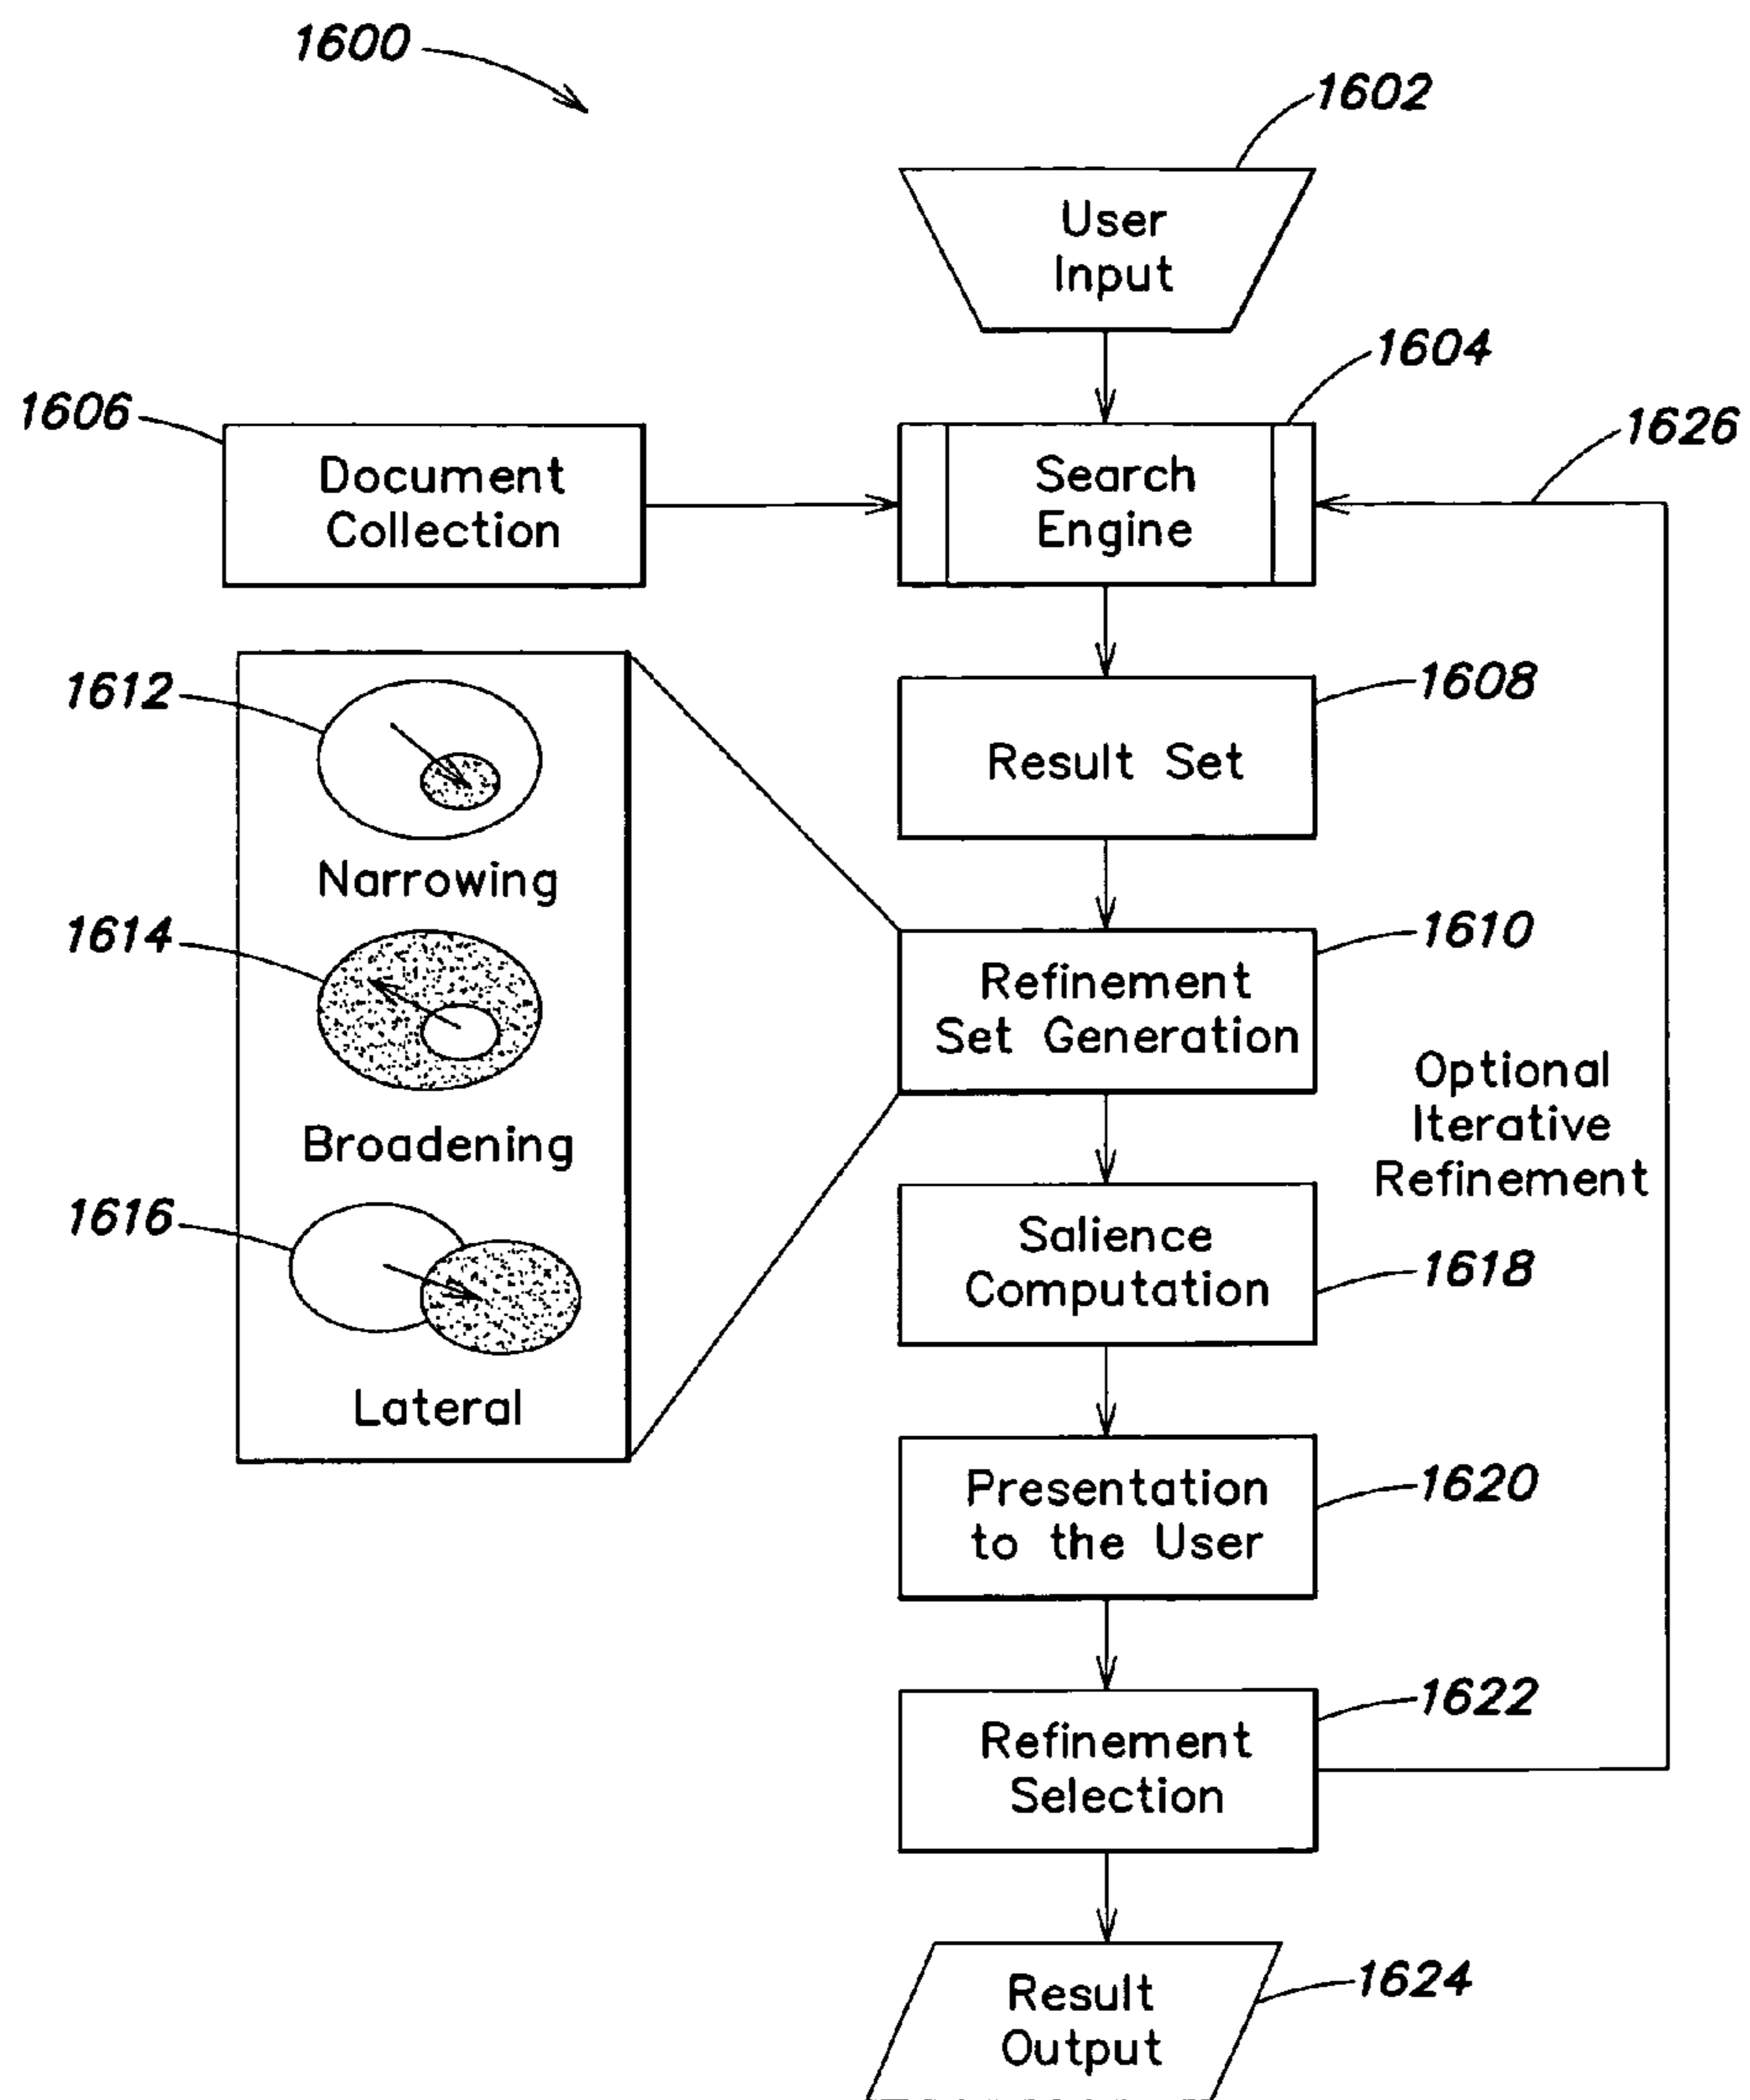 1600
1602
User
Input
1604
1606
1626
Document
Collection
Search
Engine
1612
1608
Result Set
Narrowing
1614
1610
Refinement
Set Generation
Optional
Iterative
Refinement
Broadening
1616
Salience
Computation
1618
Lateral
1620
Presentation
to the User
1622
Refinement
Selection
1624
Result
Output